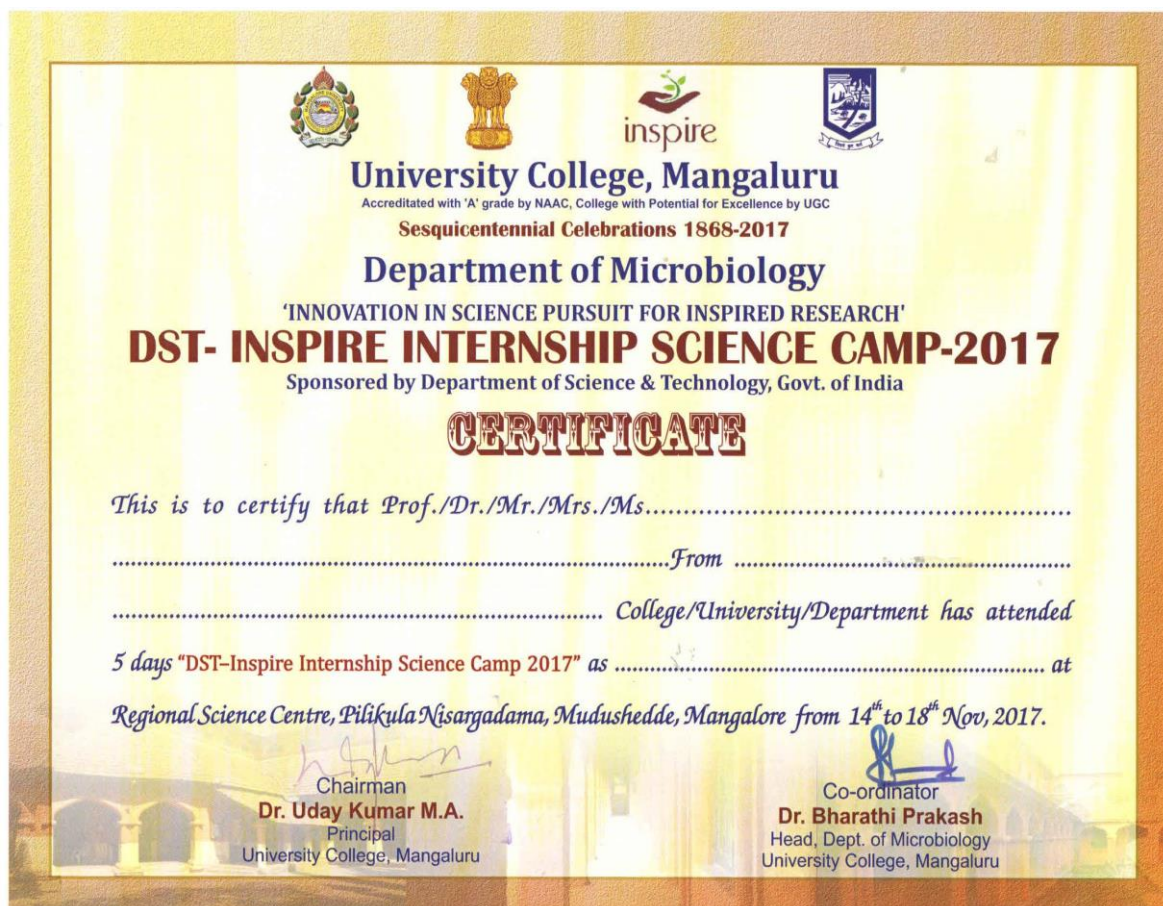 inspire
University College, Mangaluru
Accreditated with 'A' grade by NAAC, College with Potential for Excellence by UGC
Sesquicentennial Celebrations 1868-2017
Department of Microbiology
'INNOVATION IN SCIENCE PURSUIT FOR INSPIRED RESEARCH'
DST- INSPIRE INTERNSHIP SCIENCE CAMP-2017
Sponsored by Department of Science & Technology, Govt. of India
CERTIFICATE
This is to certify that Prof./Dr./Mr./Mrs./Ms....................................................
...........................................................................From .............................................
.................................................................. College/University/Department has attended
5 days "DST–Inspire Internship Science Camp 2017" as .......................................................... at
Regional Science Centre, Pilikula Nisargadama, Mudushedde, Mangalore from 14th to 18th Nov, 2017.
Chairman
Dr. Uday Kumar M.A.
Principal
University College, Mangaluru
Co-ordinator
Dr. Bharathi Prakash
Head, Dept. of Microbiology
University College, Mangaluru